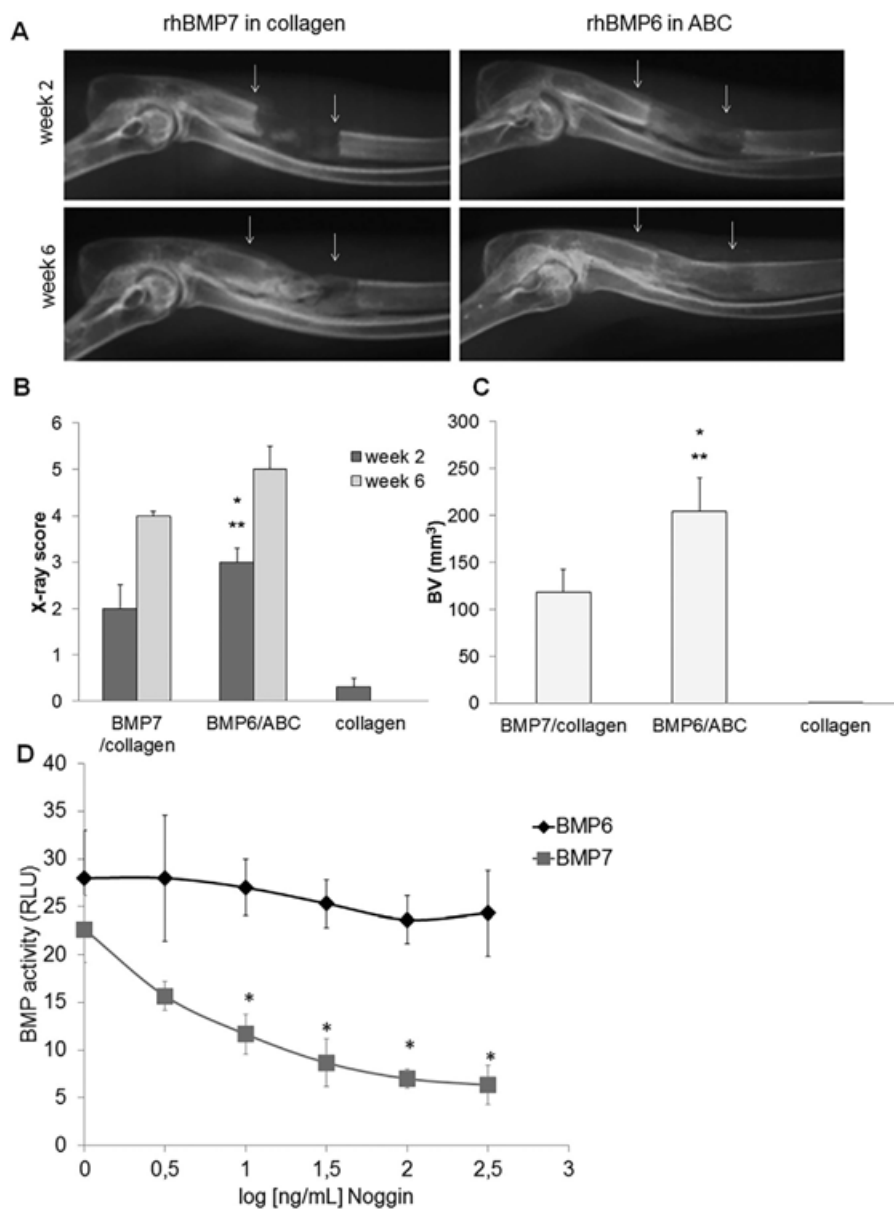 A
rhBMP7 in collagen
rhBMP6 in ABC
week 2
week 6
B
X-ray score
6
5
4
3
2
1
0
*
**
week 2
week 6
BMP7
/collagen
BMP6/ABC
collagen
C
BV (mm³)
300
250
200
150
100
50
0
*
**
BMP7/collagen
BMP6/ABC
collagen
D
BMP activity (RLU)
40
35
30
25
20
15
10
5
0
* * * *
BMP6
BMP7
0 0,5 1 1,5 2 2,5 3
log [ng/mL] Noggin